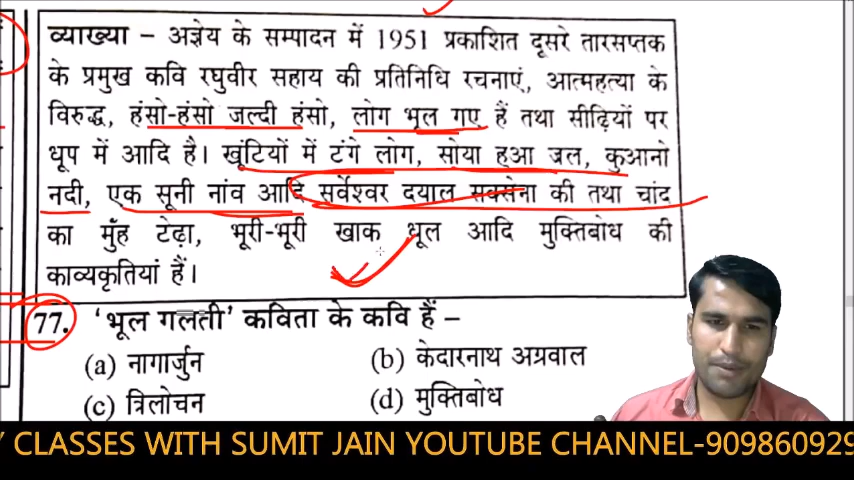 व्याख्या – अज्ञेय के सम्पादन में 1951 प्रकाशित दूसरे तारसप्तक
के प्रमुख कवि रघुवीर सहाय की प्रतिनिधि रचनाएं, आत्महत्या के
विरुद्ध, हंसो-हंसो जल्दी हंसो, लोग भूल गए हैं तथा सीढ़ियों पर
धूप में आदि है। खूंटियों में टंगे लोग, सोया हुआ जल, कुआनो
नदी, एक सूनी नांव आदि सर्वेश्वर दयाल सक्सेना की तथा चांद
का मुँह टेढ़ा, भूरी-भूरी खाक धूल आदि मुक्तिबोध की
काव्यकृतियां हैं।
77. 'भूल गलती' कविता के कवि हैं –
(a) नागार्जुन (b) केदारनाथ अग्रवाल
(c) त्रिलोचन (d) मुक्तिबोध
Y CLASSES WITH SUMIT JAIN YOUTUBE CHANNEL-909860929